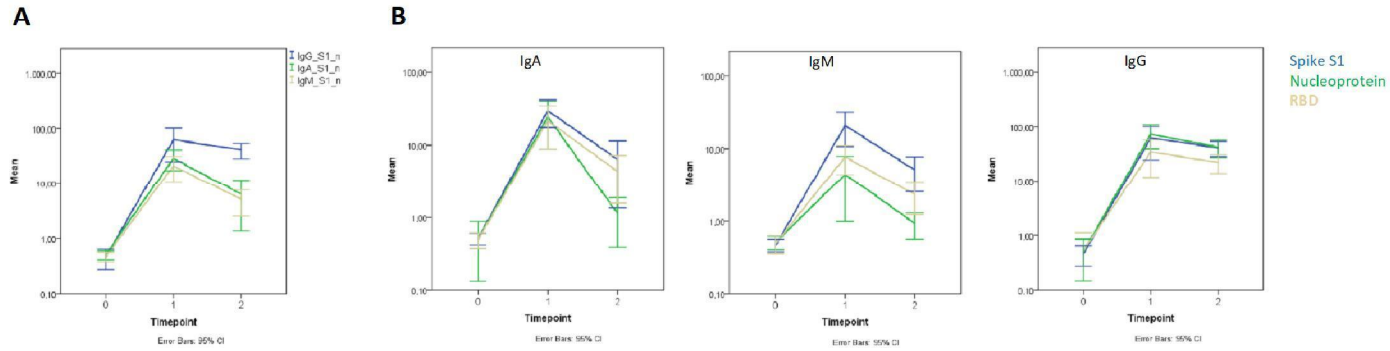 A
1.000,00
100,00
10,00
1,00
0,10
Mean
0
1
2
Timepoint
Error Bars: 95% CI
IgG_S1_n
IgA_S1_n
IgM_S1_n
B
IgA
100,00
10,00
1,00
0,10
Mean
0
1
2
Timepoint
Error Bars: 95% CI
IgM
100,00
10,00
1,00
0,10
Mean
0
1
2
Timepoint
Error Bars: 95% CI
IgG
1.000,00
100,00
10,00
1,00
0,10
Mean
0
1
2
Timepoint
Error Bars: 95% CI
Spike S1
Nucleoprotein
RBD